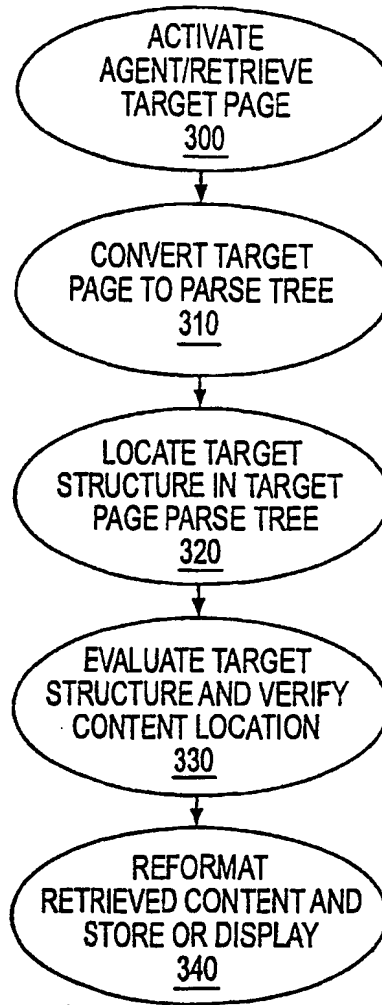 ACTIVATE
AGENT/RETRIEVE
TARGET PAGE
300
CONVERT TARGET
PAGE TO PARSE TREE
310
LOCATE TARGET
STRUCTURE IN TARGET
PAGE PARSE TREE
320
EVALUATE TARGET
STRUCTURE AND VERIFY
CONTENT LOCATION
330
REFORMAT
RETRIEVED CONTENT AND
STORE OR DISPLAY
340